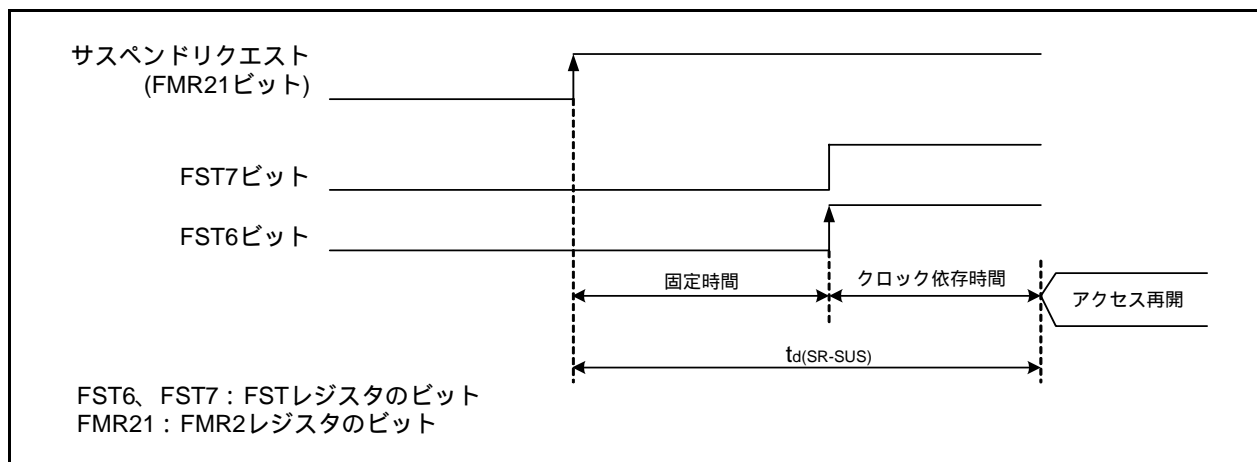 サスペンドリクエスト
(FMR21ビット)
FST7ビット
FST6ビット
固定時間
クロック依存時間
アクセス再開
td(SR-SUS)
FST6、FST7：FSTレジスタのビット
FMR21：FMR2レジスタのビット